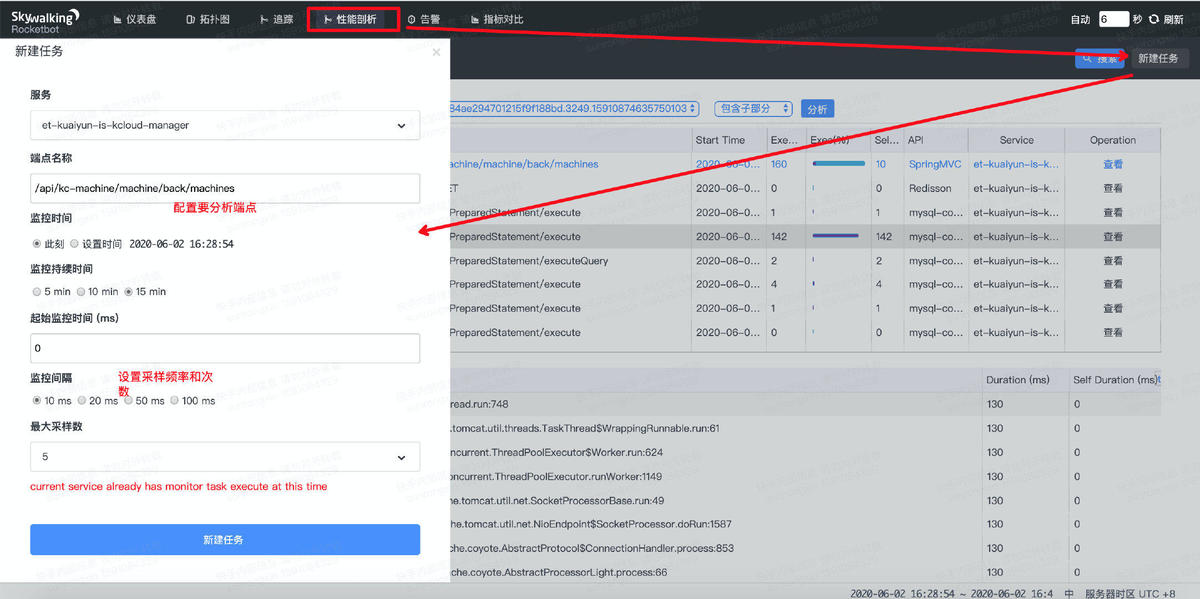 Skywalking
Rocketbot
仪表盘
拓扑图
追踪
性能剖析
告警
指标对比
自动
6
秒
刷新
新建任务
搜索
新建任务
服务
et-kuaiyun-is-kcloud-manager
84ae294701215f9f188bd.3249.15910874635750103
包含子部分
分析
端点名称
/api/kc-machine/machine/back/machines
配置要分析端点
监控时间
此刻 设置时间 2020-06-02 16:28:54
监控持续时间
5 min 10 min 15 min
起始监控时间 (ms)
0
监控间隔
设置采样频率和次
数
10 ms 20 ms 50 ms 100 ms
最大采样数
5
current service already has monitor task execute at this time
新建任务
Start Time Exe... Exec(%) Sel... API Service Operation
achine/machine/back/machines 2020-06-0... 160 10 SpringMVC et-kuaiyun-is-k... 查看
ET 2020-06-0... 0 0 Redisson et-kuaiyun-is-k... 查看
PreparedStatement/execute 2020-06-0... 1 1 mysql-co... et-kuaiyun-is-k... 查看
PreparedStatement/execute 2020-06-0... 142 142 mysql-co... et-kuaiyun-is-k... 查看
PreparedStatement/executeQuery 2020-06-0... 2 2 mysql-co... et-kuaiyun-is-k... 查看
PreparedStatement/execute 2020-06-0... 4 4 mysql-co... et-kuaiyun-is-k... 查看
PreparedStatement/execute 2020-06-0... 1 1 mysql-co... et-kuaiyun-is-k... 查看
PreparedStatement/execute 2020-06-0... 0 0 mysql-co... et-kuaiyun-is-k... 查看
Duration (ms) Self Duration (ms)
read.run:748 130 0
.tomcat.util.threads.TaskThread$WrappingRunnable.run:61 130 0
ncurrent.ThreadPoolExecutor$Worker.run:624 130 0
oncurrent.ThreadPoolExecutor.runWorker:1149 130 0
he.tomcat.util.net.SocketProcessorBase.run:49 130 0
che.tomcat.util.net.NioEndpoint$SocketProcessor.doRun:1587 130 0
che.coyote.AbstractProtocol$ConnectionHandler.process:853 130 0
che.coyote.AbstractProcessorLight.process:66 130 0
2020-06-02 16:28:54 ~ 2020-06-02 16:4 中 服务器时区 UTC +8